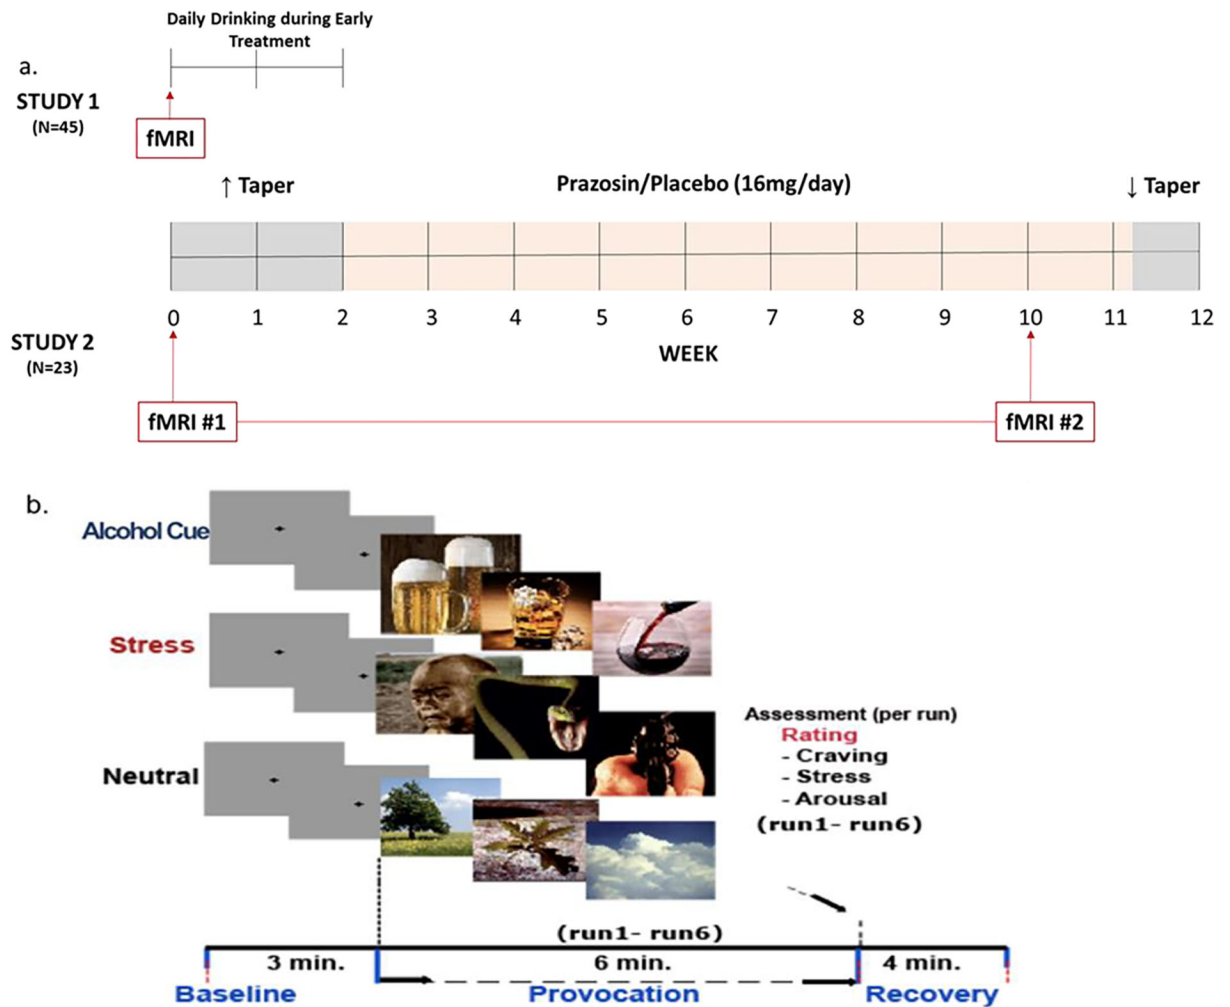 Daily Drinking during Early
Treatment
a.
STUDY 1
(N=45)
fMRI
↑ Taper
Prazosin/Placebo (16mg/day)
↓ Taper
0 1 2 3 4 5 6 7 8 9 10 11 12
STUDY 2
(N=23)
WEEK
fMRI #1
fMRI #2
b.
Alcohol Cue
Stress
Neutral
Assessment (per run)
Rating
- Craving
- Stress
- Arousal
(run1- run6)
(run1- run6)
3 min. 6 min. 4 min.
Baseline Provocation Recovery